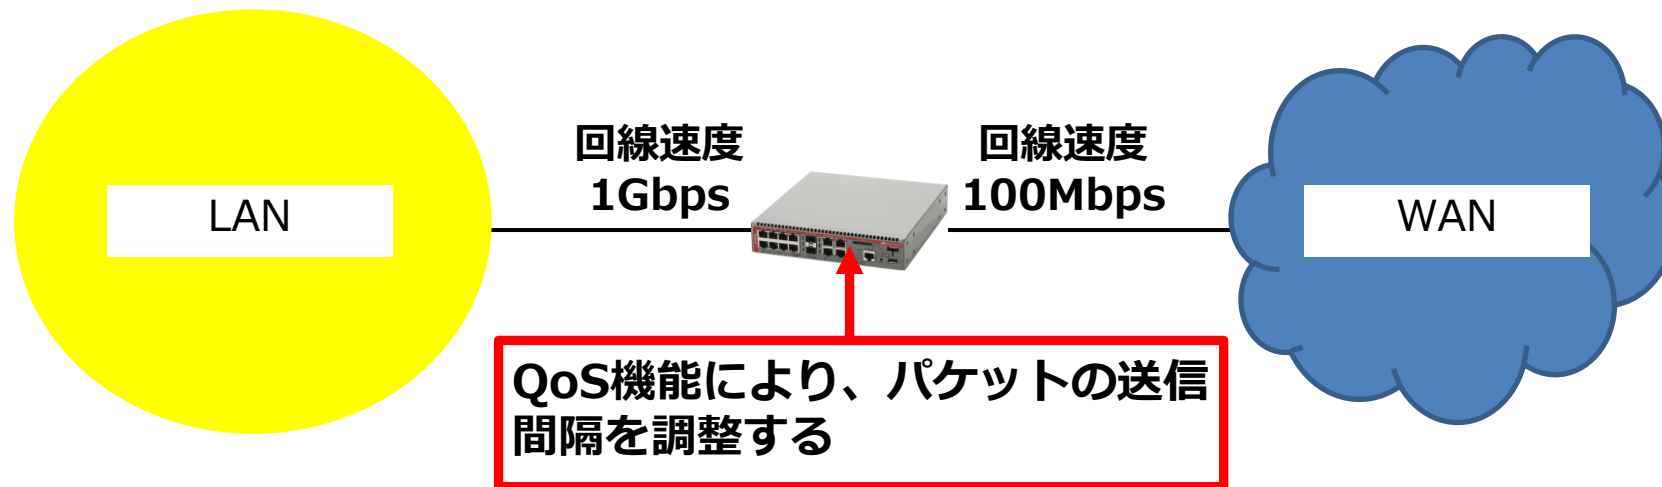 回線速度
1Gbps
回線速度
100Mbps
LAN
WAN
QoS機能により、パケットの送信
間隔を調整する